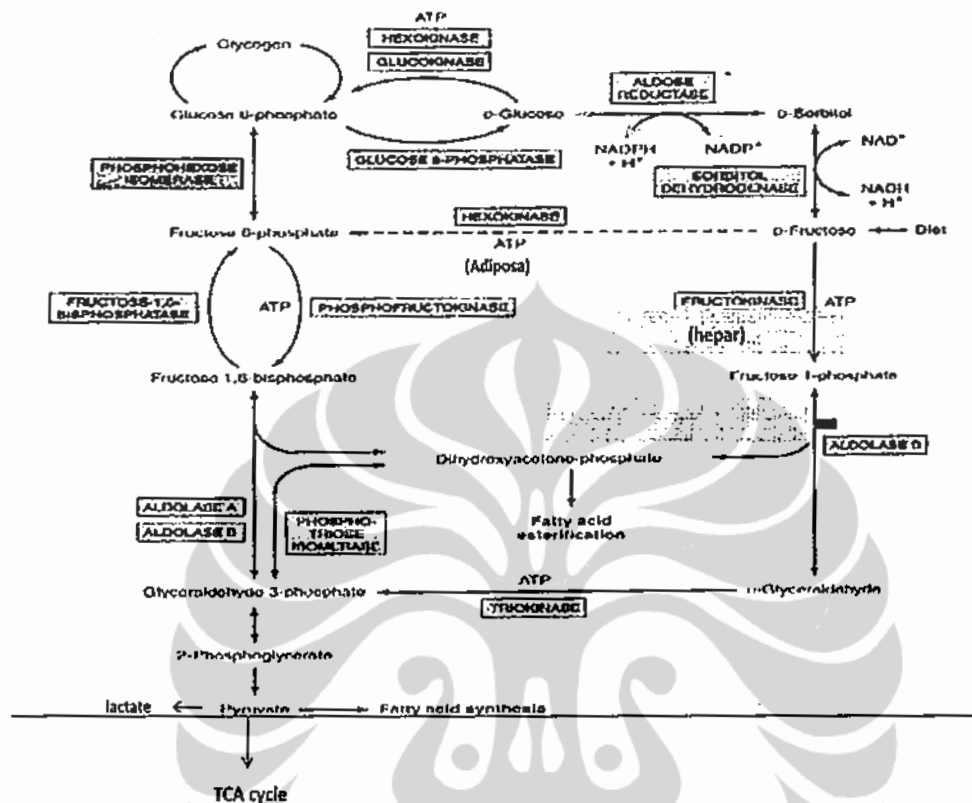 ATP
HEXOKINASE
GLUCOKINASE
Glycogen
ALDOSE
REDUCTASE
Glucose 6-phosphate
D-Glucose
D-Sorbitol
NADPH
+ H+
NADP+
NAD+
GLUCOSE 6-PHOSPHATASE
PHOSPHOHEXOSE
ISOMERASE
SORBITOL
DEHYDROGENASE
NADH
+ H+
HEXOKINASE
Fructose 6-phosphate
D-Fructose
Diet
ATP
(Adiposa)
FRUCTOSE-1,6-
BISPHOSPHATASE
ATP
PHOSPHOFRUCTOKINASE
FRUCTOKINASE
ATP
(hepar)
Fructose 1,6-bisphosphate
Fructose 1-phosphate
ALDOLASE B
Dihydroxyacetone-phosphate
ALDOLASE A
ALDOLASE B
PHOSPHO-
TRIOSE
ISOMERASE
Fatty acid
esterification
ATP
Glyceraldehyde 3-phosphate
D-Glyceraldehyde
TRIOKINASE
2-Phosphoglycerate
lactate
Pyruvate
Fatty acid synthesis
TCA cycle